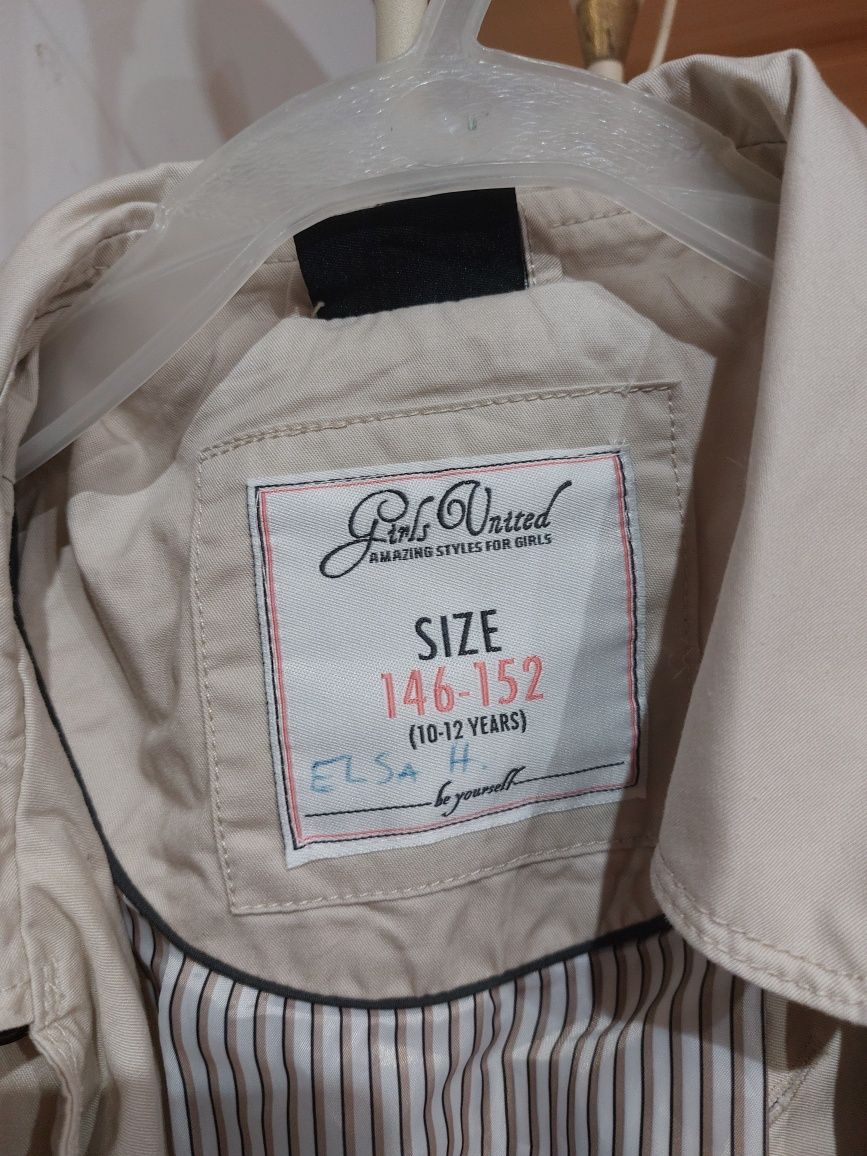 Girls United
AMAZING STYLES FOR GIRLS
SIZE
146-152
(10-12 YEARS)
ELSA H.
be yourself